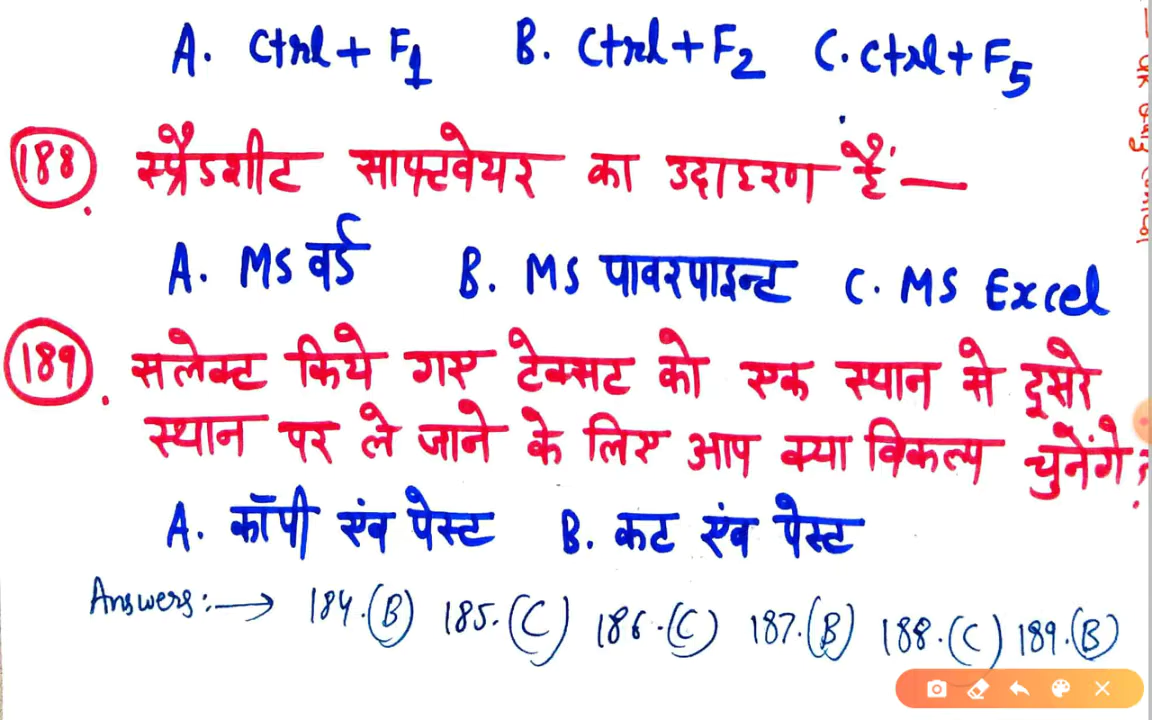 A. Ctrl + F1 B. Ctrl + F2 C. Ctrl + F5
188. स्प्रैडशीट साफ्टवेयर का उदाहरण हैं —
A. MS वर्ड B. MS पावरपाइन्ट C. MS Excel
189. सलेक्ट किये गए टेक्सट को एक स्थान से दूसरे
स्थान पर ले जाने के लिए आप क्या विकल्प चुनेंगे?
A. कॉपी एंव पेस्ट B. कट एंव पेस्ट
Answers:→ 184.(B) 185.(C) 186.(C) 187.(B) 188.(C) 189.(B)